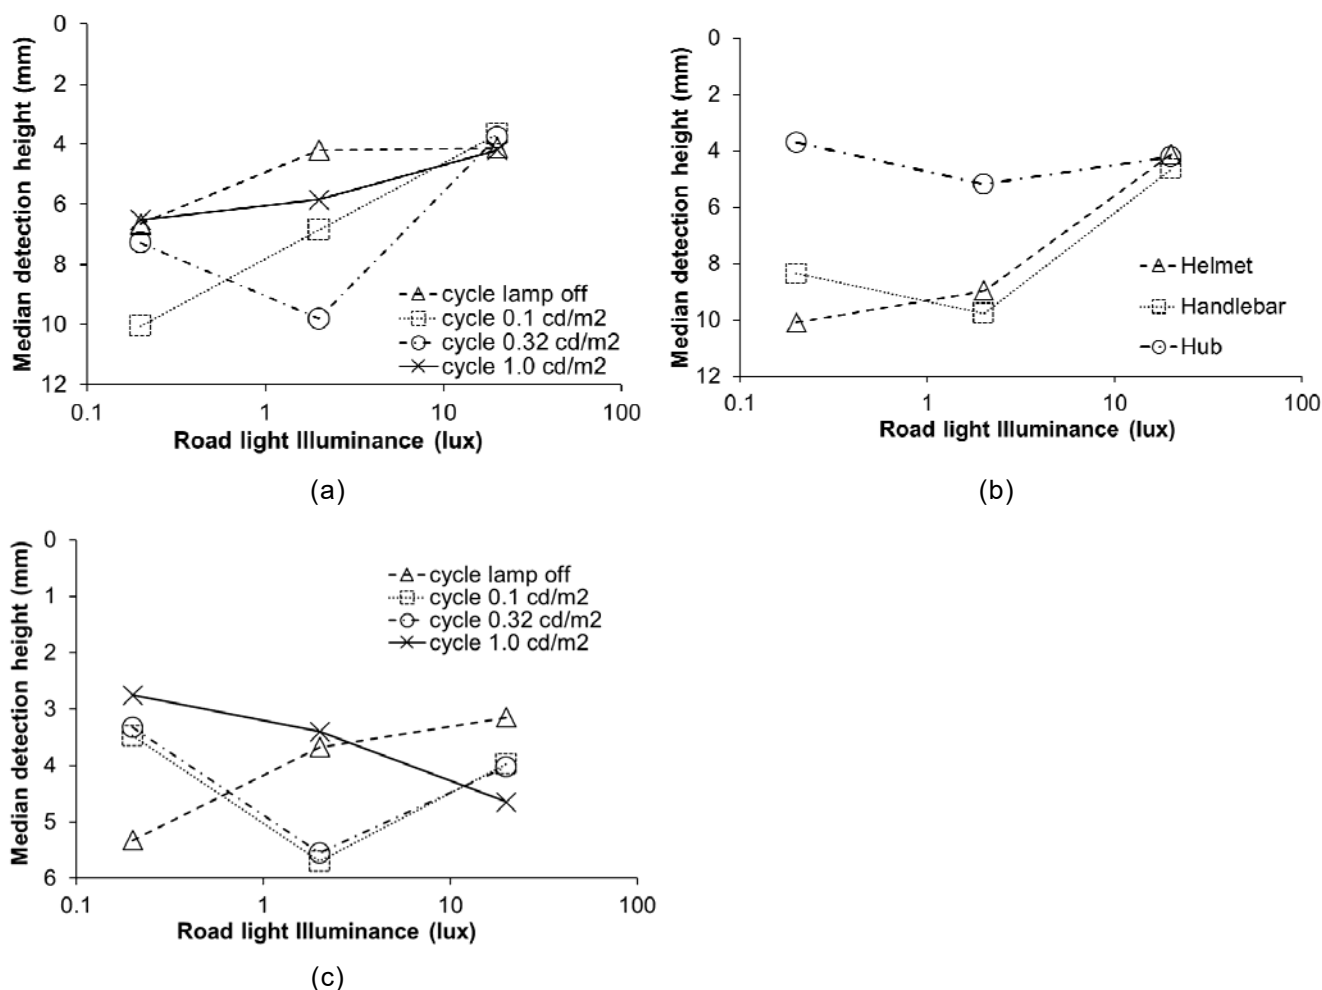 Median detection height (mm)
0
2
4
6
8
10
12
0.1
1
10
100
Road light Illuminance (lux)
cycle lamp off
cycle 0.1 cd/m2
cycle 0.32 cd/m2
cycle 1.0 cd/m2
(a)
Median detection height (mm)
0
2
4
6
8
10
12
0.1
1
10
100
Road light Illuminance (lux)
Helmet
Handlebar
Hub
(b)
Median detection height (mm)
0
1
2
3
4
5
6
0.1
1
10
100
Road light Illuminance (lux)
cycle lamp off
cycle 0.1 cd/m2
cycle 0.32 cd/m2
cycle 1.0 cd/m2
(c)